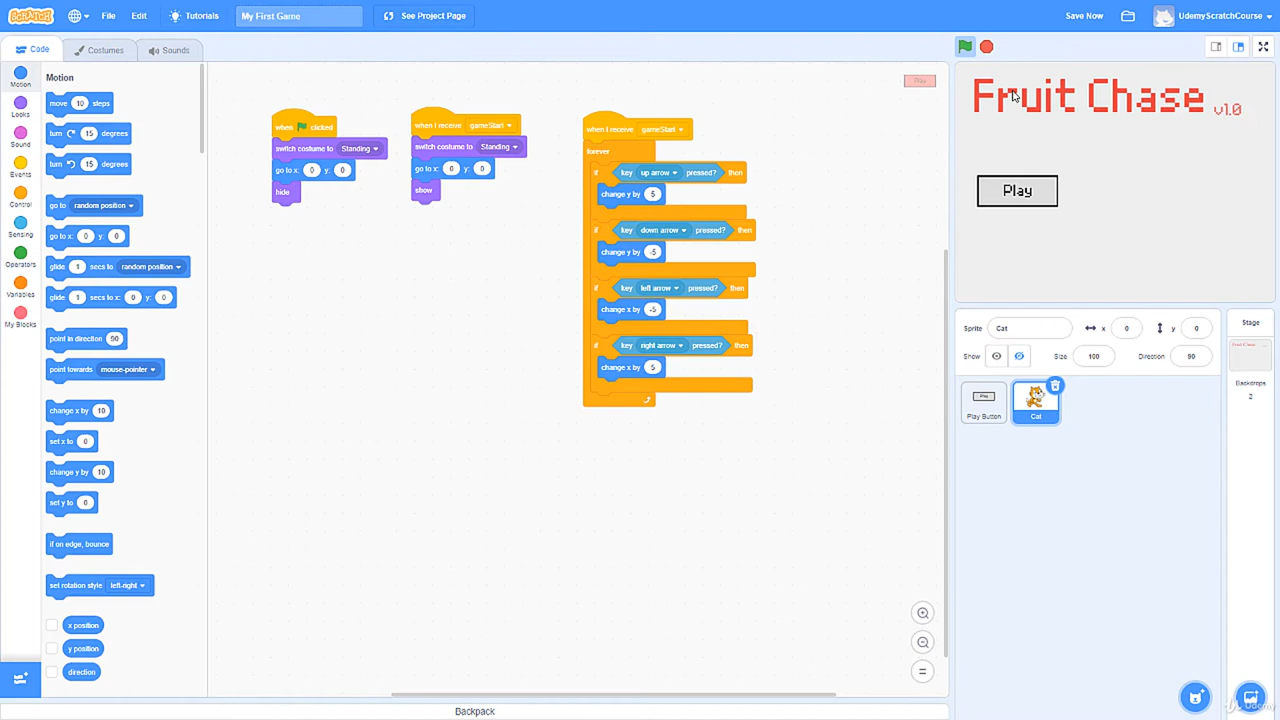 SCRATCH File Edit Tutorials My First Game See Project Page Save Now UdemyScratchCourse
Code Costumes Sounds
Motion
Looks
Sound
Events
Control
Sensing
Operators
Variables
My Blocks
Motion
move 10 steps
turn 15 degrees
turn 15 degrees
go to random position
go to x: 0 y: 0
glide 1 secs to random position
glide 1 secs to x: 0 y: 0
point in direction 90
point towards mouse-pointer
change x by 10
set x to 0
change y by 10
set y to 0
if on edge, bounce
set rotation style left-right
x position
y position
direction
when clicked
switch costume to Standing
go to x: 0 y: 0
hide
when I receive gameStart
switch costume to Standing
go to x: 0 y: 0
show
when I receive gameStart
forever
if key up arrow pressed? then
change y by 5
if key down arrow pressed? then
change y by -5
if key left arrow pressed? then
change x by -5
if key right arrow pressed? then
change x by 5
Play
Fruit Chase v1.0
Play
Sprite Cat x 0 y 0
Show Size 100 Direction 90
Play
Play Button
Cat
Stage
Fruit Chase
Backdrops
2
Backpack
Udemy